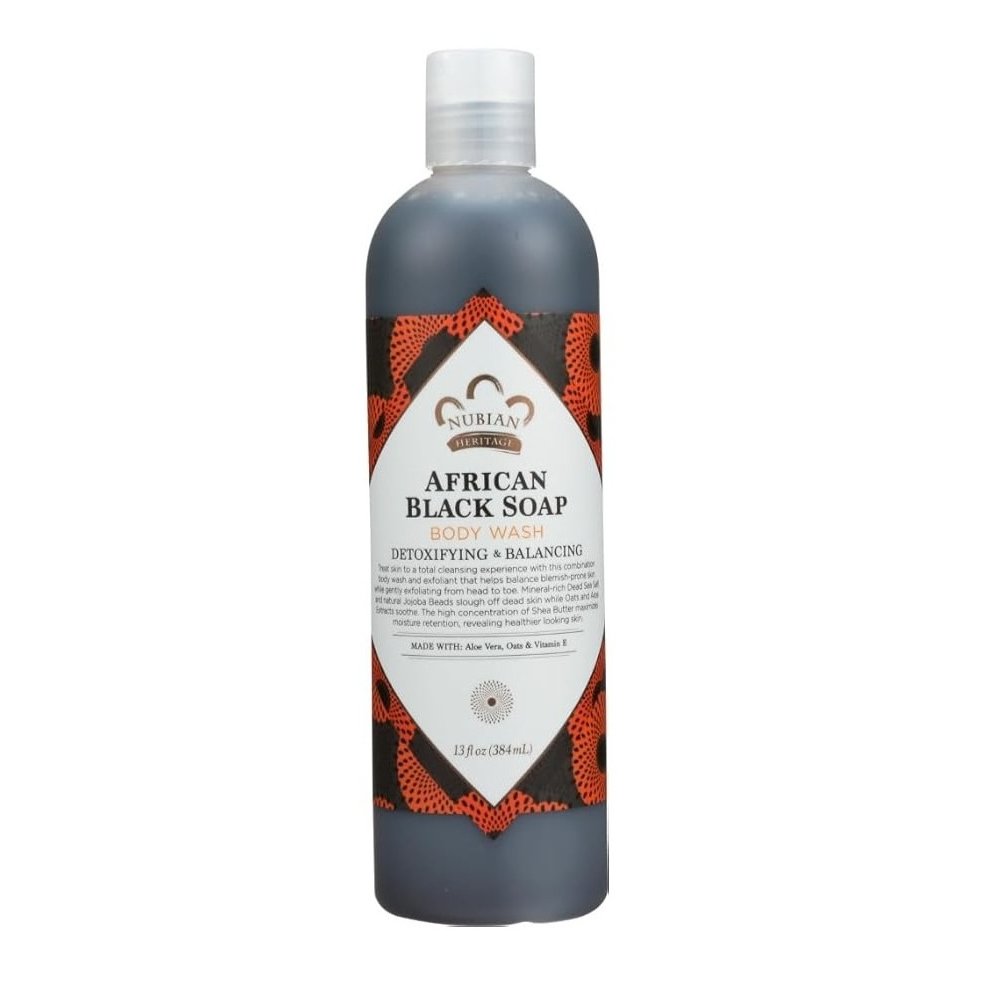 NUBIAN
HERITAGE
AFRICAN
BLACK SOAP
BODY WASH
DETOXIFYING & BALANCING
Treat skin to a total cleansing experience with this combination
body wash and exfoliant that helps balance blemish-prone skin
while gently exfoliating from head to toe. Mineral-rich Dead Sea Salt
and natural Jojoba Beads slough off dead skin while Oats and Aloe
Extracts soothe. The high concentration of Shea Butter maximizes
moisture retention, revealing healthier looking skin.
MADE WITH: Aloe Vera, Oats & Vitamin E
13 fl oz (384 mL)